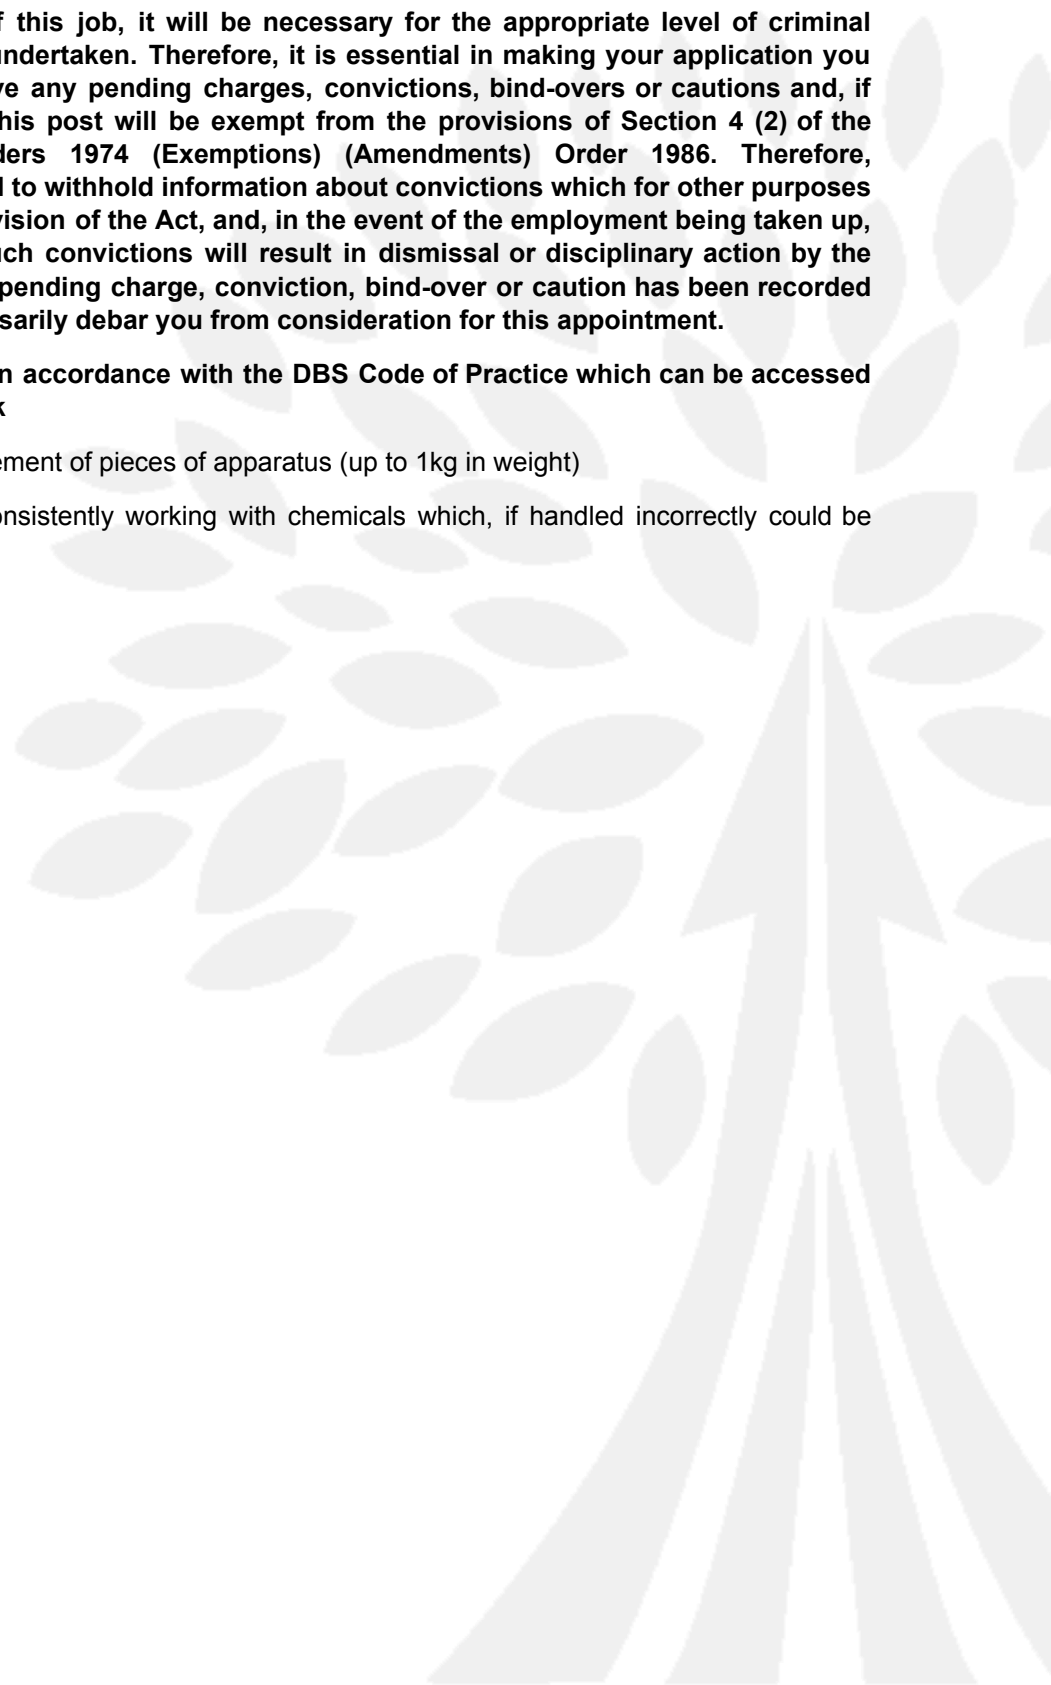 f this job, it will be necessary for the appropriate level of criminal
undertaken. Therefore, it is essential in making your application you
ve any pending charges, convictions, bind-overs or cautions and, if
his post will be exempt from the provisions of Section 4 (2) of the
ders 1974 (Exemptions) (Amendments) Order 1986. Therefore,
to withhold information about convictions which for other purposes
vision of the Act, and, in the event of the employment being taken up,
uch convictions will result in dismissal or disciplinary action by the
pending charge, conviction, bind-over or caution has been recorded
sarily debar you from consideration for this appointment.
n accordance with the DBS Code of Practice which can be accessed
k
ement of pieces of apparatus (up to 1kg in weight)
onsistently working with chemicals which, if handled incorrectly could be